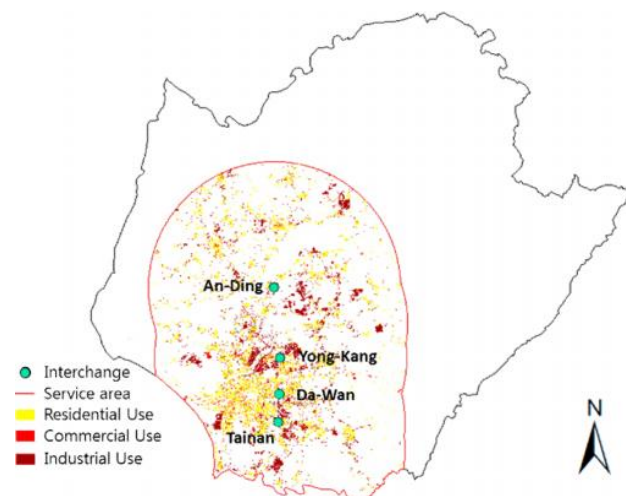 An-Ding
Yong-Kang
Da-Wan
Tainan
Interchange
Service area
Residential Use
Commercial Use
Industrial Use
N